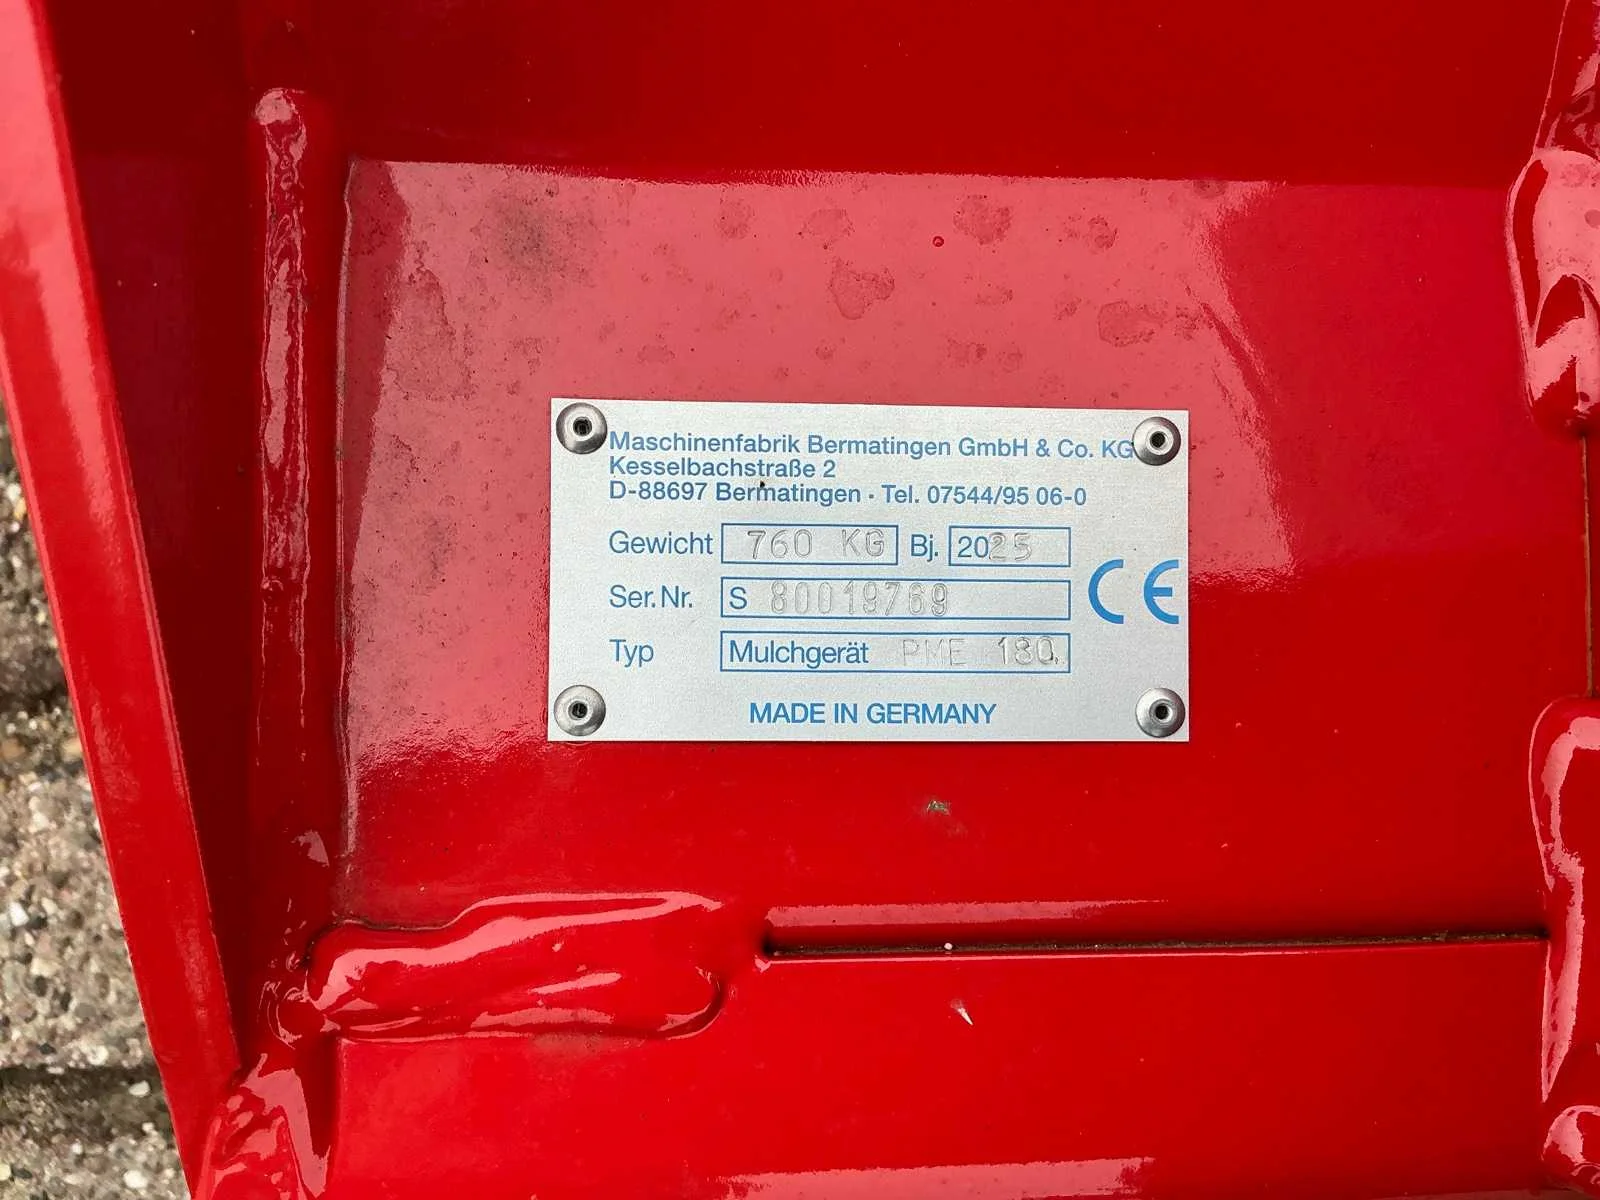 Maschinenfabrik Bermatingen GmbH & Co. KG
Kesselbachstraße 2
D-88697 Bermatingen · Tel. 07544/95 06-0
Gewicht 760 KG Bj. 2025
Ser.Nr. S 80019769
Typ Mulchgerät PME 180
CE
MADE IN GERMANY